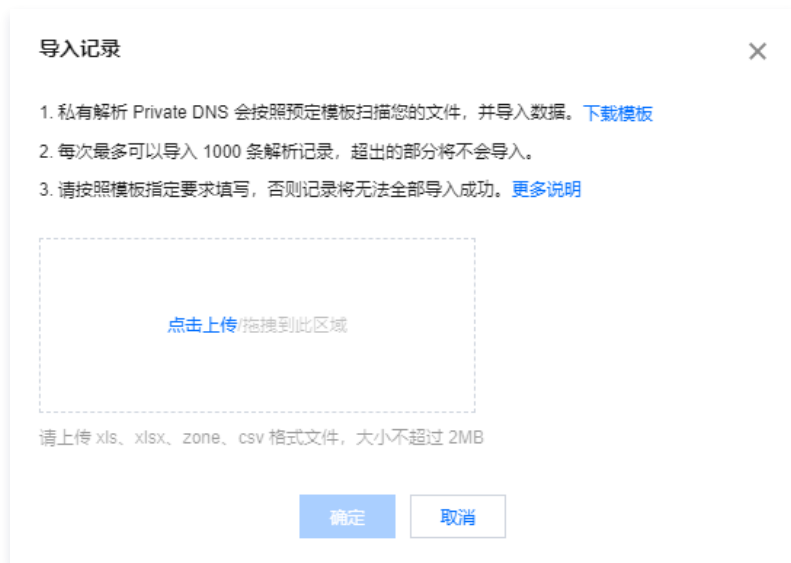 导入记录
1. 私有解析 Private DNS 会按照预定模板扫描您的文件，并导入数据。下载模板
2. 每次最多可以导入 1000 条解析记录，超出的部分将不会导入。
3. 请按照模板指定要求填写，否则记录将无法全部导入成功。更多说明
点击上传/拖拽到此区域
请上传 xls、xlsx、zone、csv 格式文件，大小不超过 2MB
确定 取消